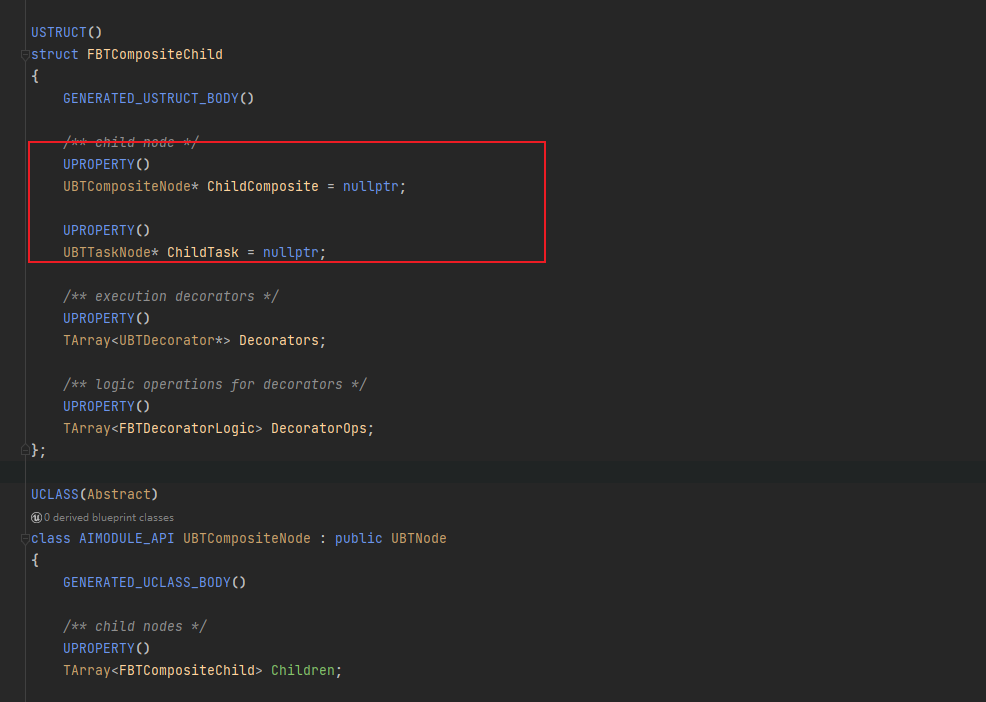 USTRUCT()
struct FBTCompositeChild
{
GENERATED_USTRUCT_BODY()
/** child node */
UPROPERTY()
UBTCompositeNode* ChildComposite = nullptr;
UPROPERTY()
UBTTaskNode* ChildTask = nullptr;
/** execution decorators */
UPROPERTY()
TArray<UBTDecorator*> Decorators;
/** logic operations for decorators */
UPROPERTY()
TArray<FBTDecoratorLogic> DecoratorOps;
};
UCLASS(Abstract)
0 derived blueprint classes
class AIMODULE_API UBTCompositeNode : public UBTNode
{
GENERATED_UCLASS_BODY()
/** child nodes */
UPROPERTY()
TArray<FBTCompositeChild> Children;